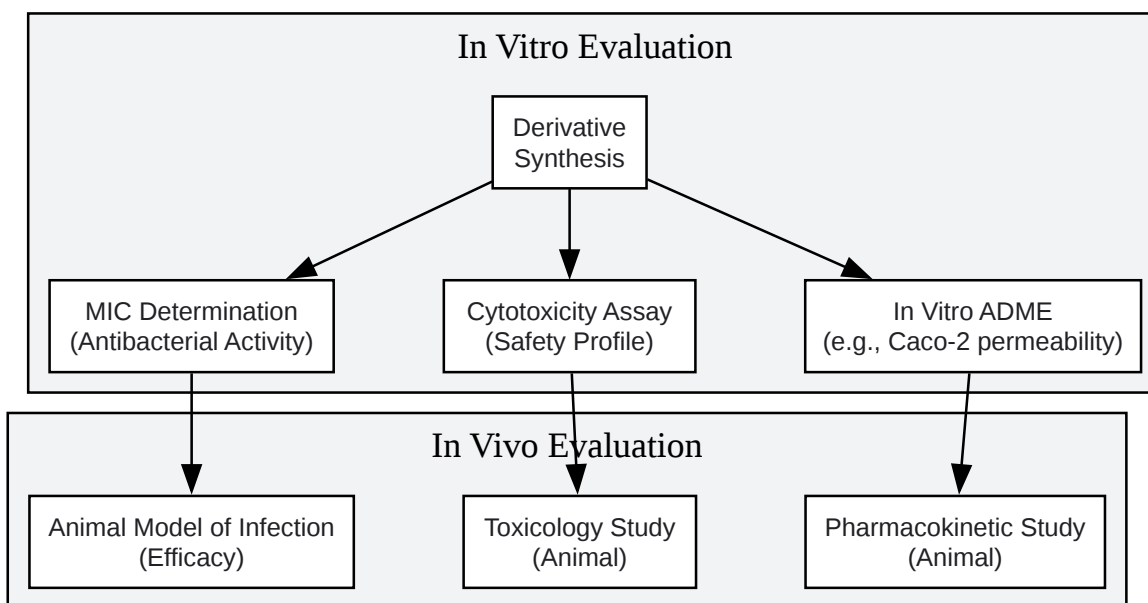 In Vitro Evaluation
Derivative
Synthesis
MIC Determination
(Antibacterial Activity)
Cytotoxicity Assay
(Safety Profile)
In Vitro ADME
(e.g., Caco-2 permeability)
In Vivo Evaluation
Animal Model of Infection
(Efficacy)
Toxicology Study
(Animal)
Pharmacokinetic Study
(Animal)